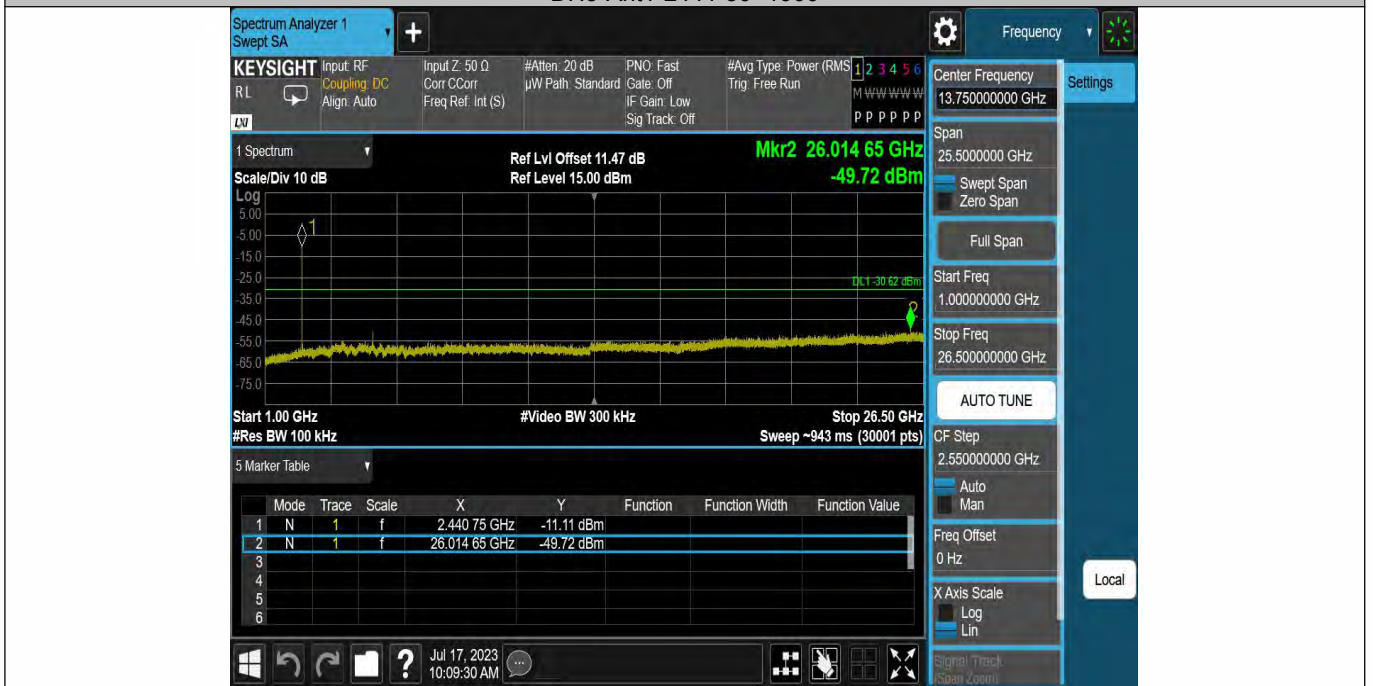 Spectrum Analyzer 1
Swept SA
+
Frequency
KEYSIGHT
RL
LXI
Input: RF
Coupling: DC
Align: Auto
Input Z: 50 Ω
Corr CCorr
Freq Ref: Int (S)
#Atten: 20 dB
µW Path: Standard
PNO: Fast
Gate: Off
IF Gain: Low
Sig Track: Off
#Avg Type: Power (RMS
Trig: Free Run
1 2 3 4 5 6
M W W W W W
P P P P P P
Center Frequency
13.750000000 GHz
Settings
Span
25.5000000 GHz
Swept Span
Zero Span
Full Span
Start Freq
1.000000000 GHz
Stop Freq
26.500000000 GHz
AUTO TUNE
CF Step
2.550000000 GHz
Auto
Man
Freq Offset
0 Hz
X Axis Scale
Log
Lin
Signal Track
(Span Zoom)
Local
1 Spectrum
Scale/Div 10 dB
Ref Lvl Offset 11.47 dB
Ref Level 15.00 dBm
Mkr2 26.014 65 GHz
-49.72 dBm
Log
5.00
-5.00
-15.0
-25.0
-35.0
-45.0
-55.0
-65.0
-75.0
1
2
DL1 -30.62 dBm
Start 1.00 GHz
#Video BW 300 kHz
Stop 26.50 GHz
#Res BW 100 kHz
Sweep ~943 ms (30001 pts)
5 Marker Table
Mode Trace Scale X Y Function Function Width Function Value
1 N 1 f 2.440 75 GHz -11.11 dBm
2 N 1 f 26.014 65 GHz -49.72 dBm
3
4
5
6
?
Jul 17, 2023
10:09:30 AM